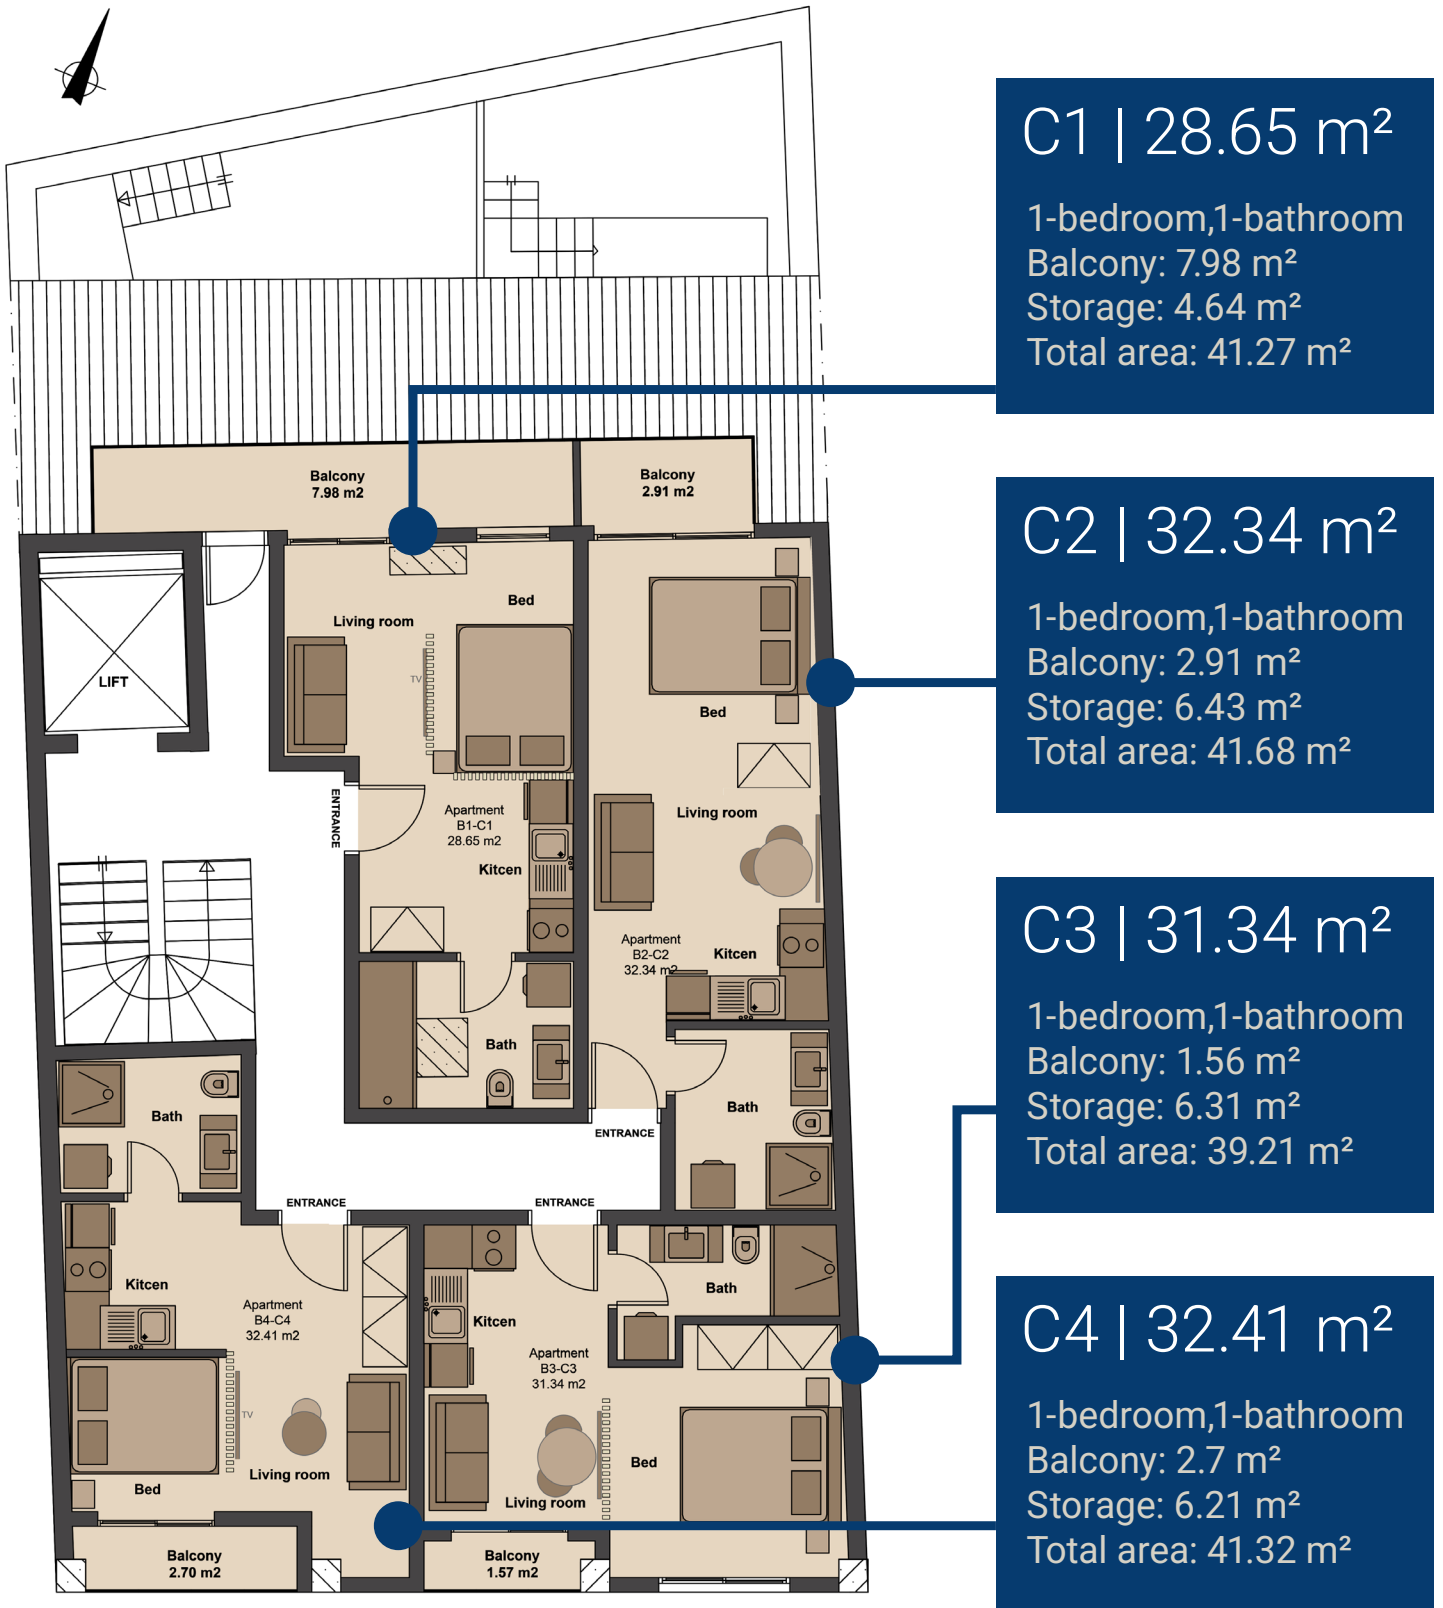 C1 | 28.65 m²
1-bedroom,1-bathroom
Balcony: 7.98 m²
Storage: 4.64 m²
Total area: 41.27 m²
C2 | 32.34 m²
1-bedroom,1-bathroom
Balcony: 2.91 m²
Storage: 6.43 m²
Total area: 41.68 m²
C3 | 31.34 m²
1-bedroom,1-bathroom
Balcony: 1.56 m²
Storage: 6.31 m²
Total area: 39.21 m²
C4 | 32.41 m²
1-bedroom,1-bathroom
Balcony: 2.7 m²
Storage: 6.21 m²
Total area: 41.32 m²
Balcony
7.98 m2
Balcony
2.91 m2
LIFT
Living room
Bed
TV
ENTRANCE
Apartment
B1-C1
28.65 m2
Kitcen
Bath
Bed
Living room
Apartment
B2-C2
32.34 m2
Kitcen
Bath
ENTRANCE
Bath
ENTRANCE
Kitcen
Apartment
B4-C4
32.41 m2
TV
Living room
Bed
Balcony
2.70 m2
ENTRANCE
Bath
Kitcen
Apartment
B3-C3
31.34 m2
Bed
Living room
Balcony
1.57 m2